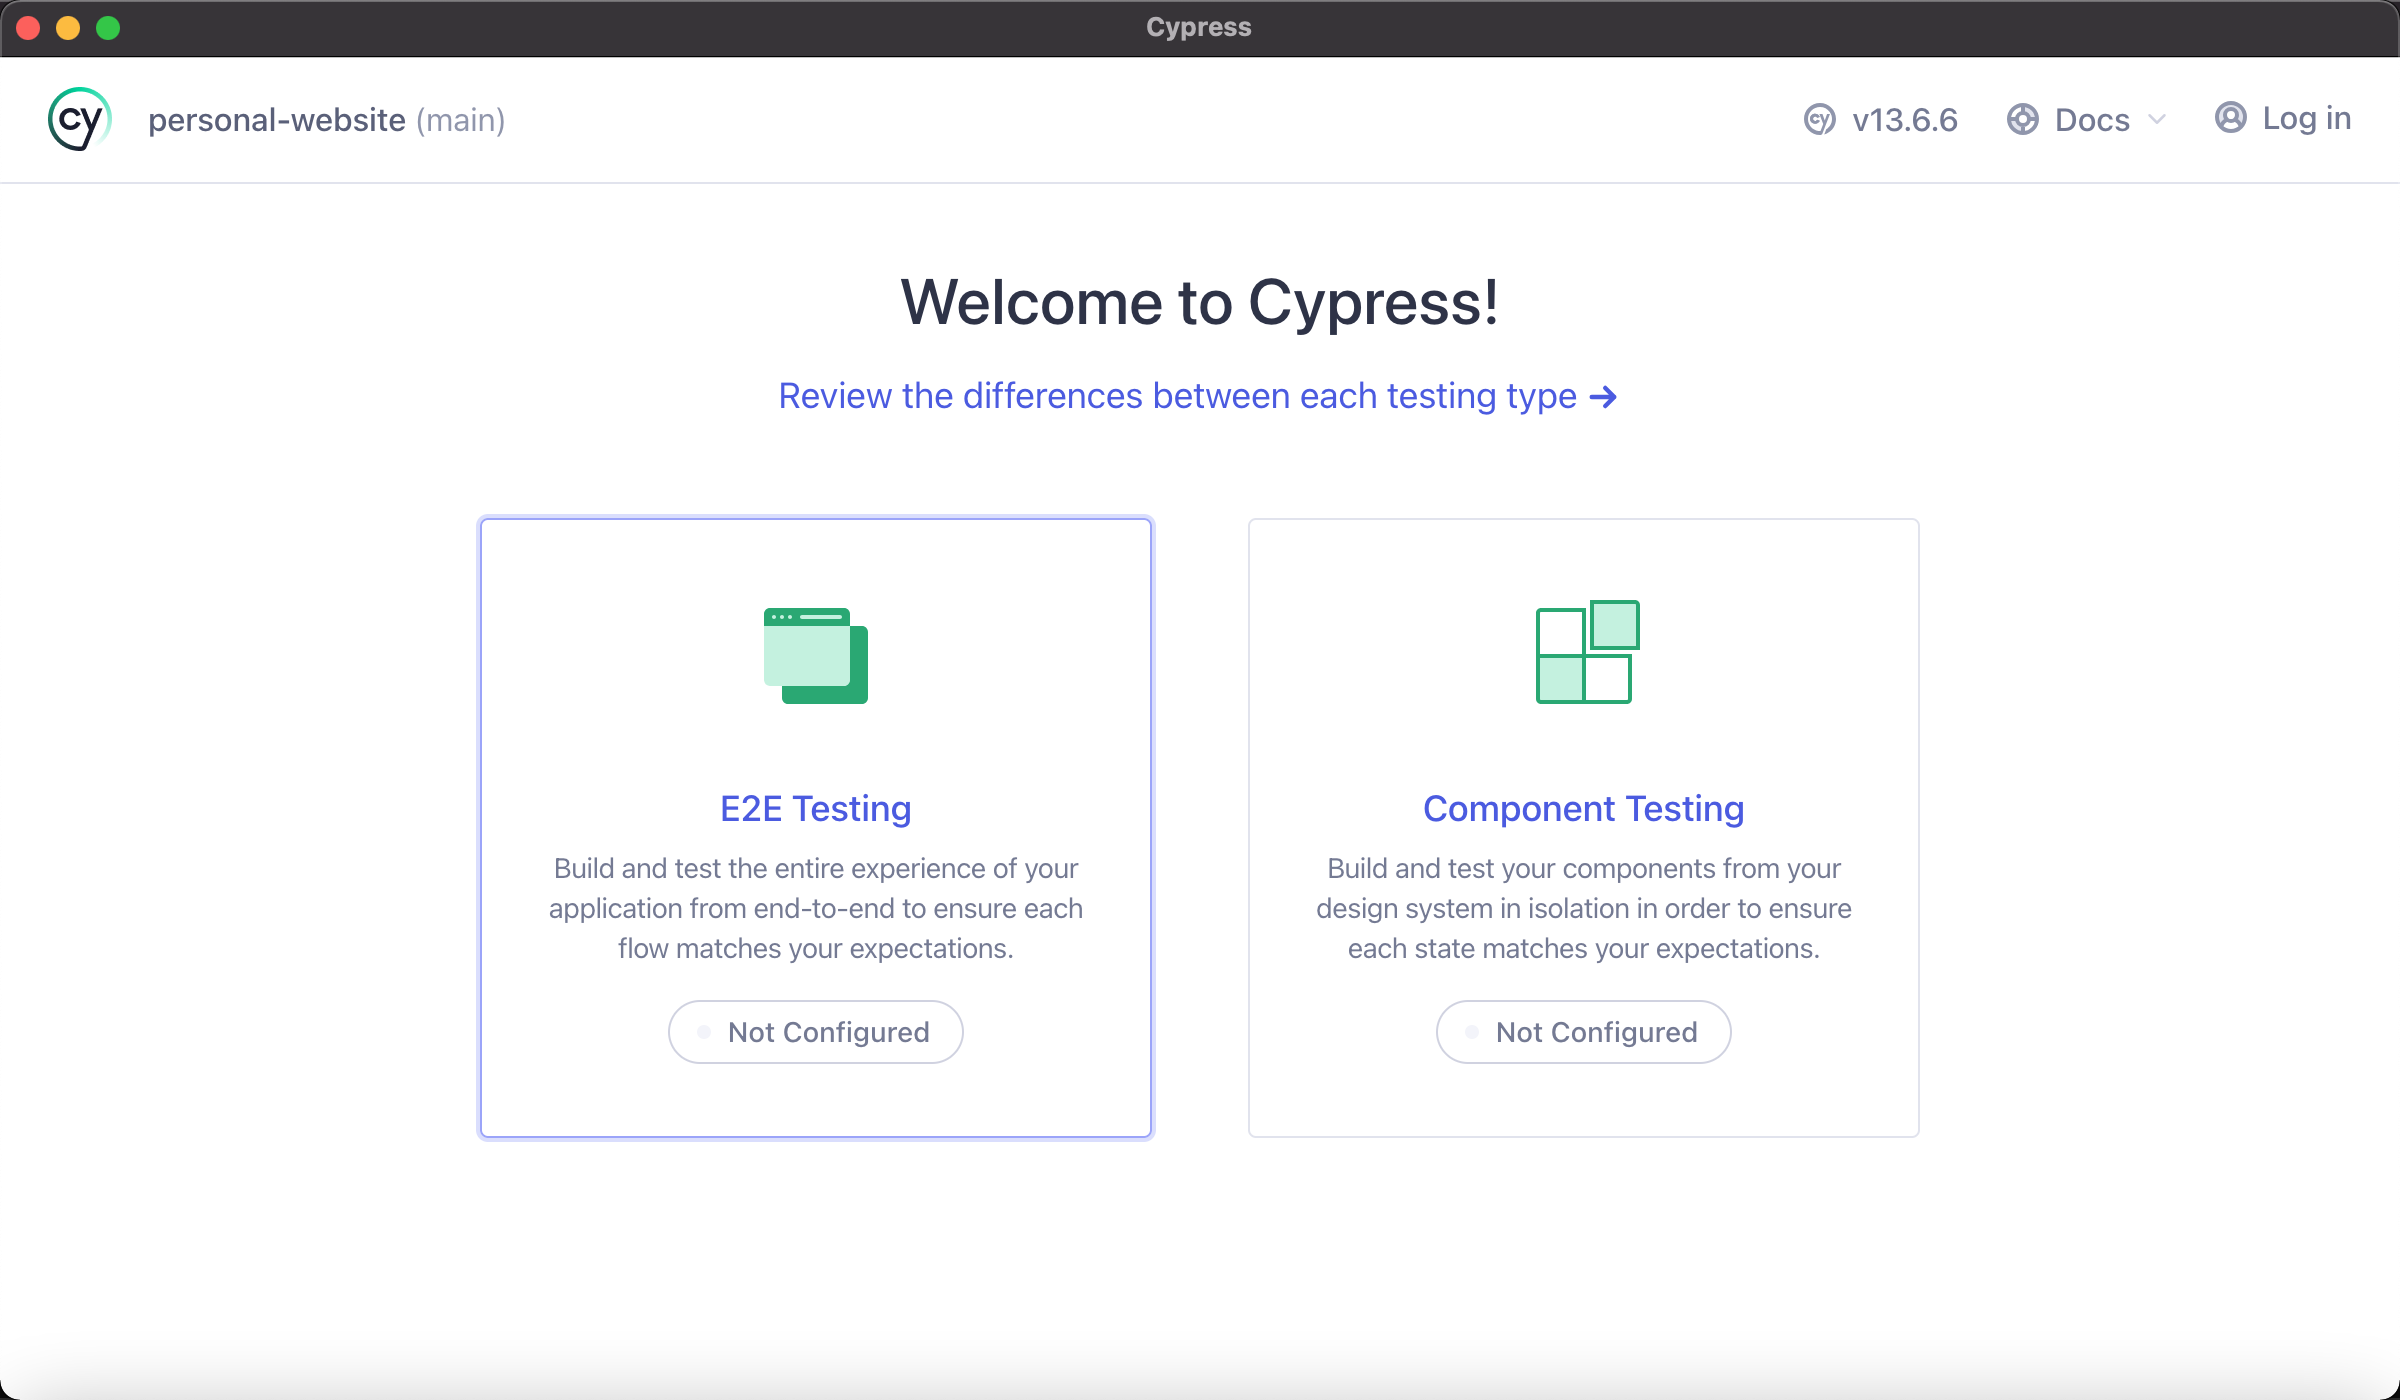 Cypress
cy personal-website (main)
cy v13.6.6 Docs Log in
Welcome to Cypress!
Review the differences between each testing type →
E2E Testing
Build and test the entire experience of your
application from end-to-end to ensure each
flow matches your expectations.
Not Configured
Component Testing
Build and test your components from your
design system in isolation in order to ensure
each state matches your expectations.
Not Configured